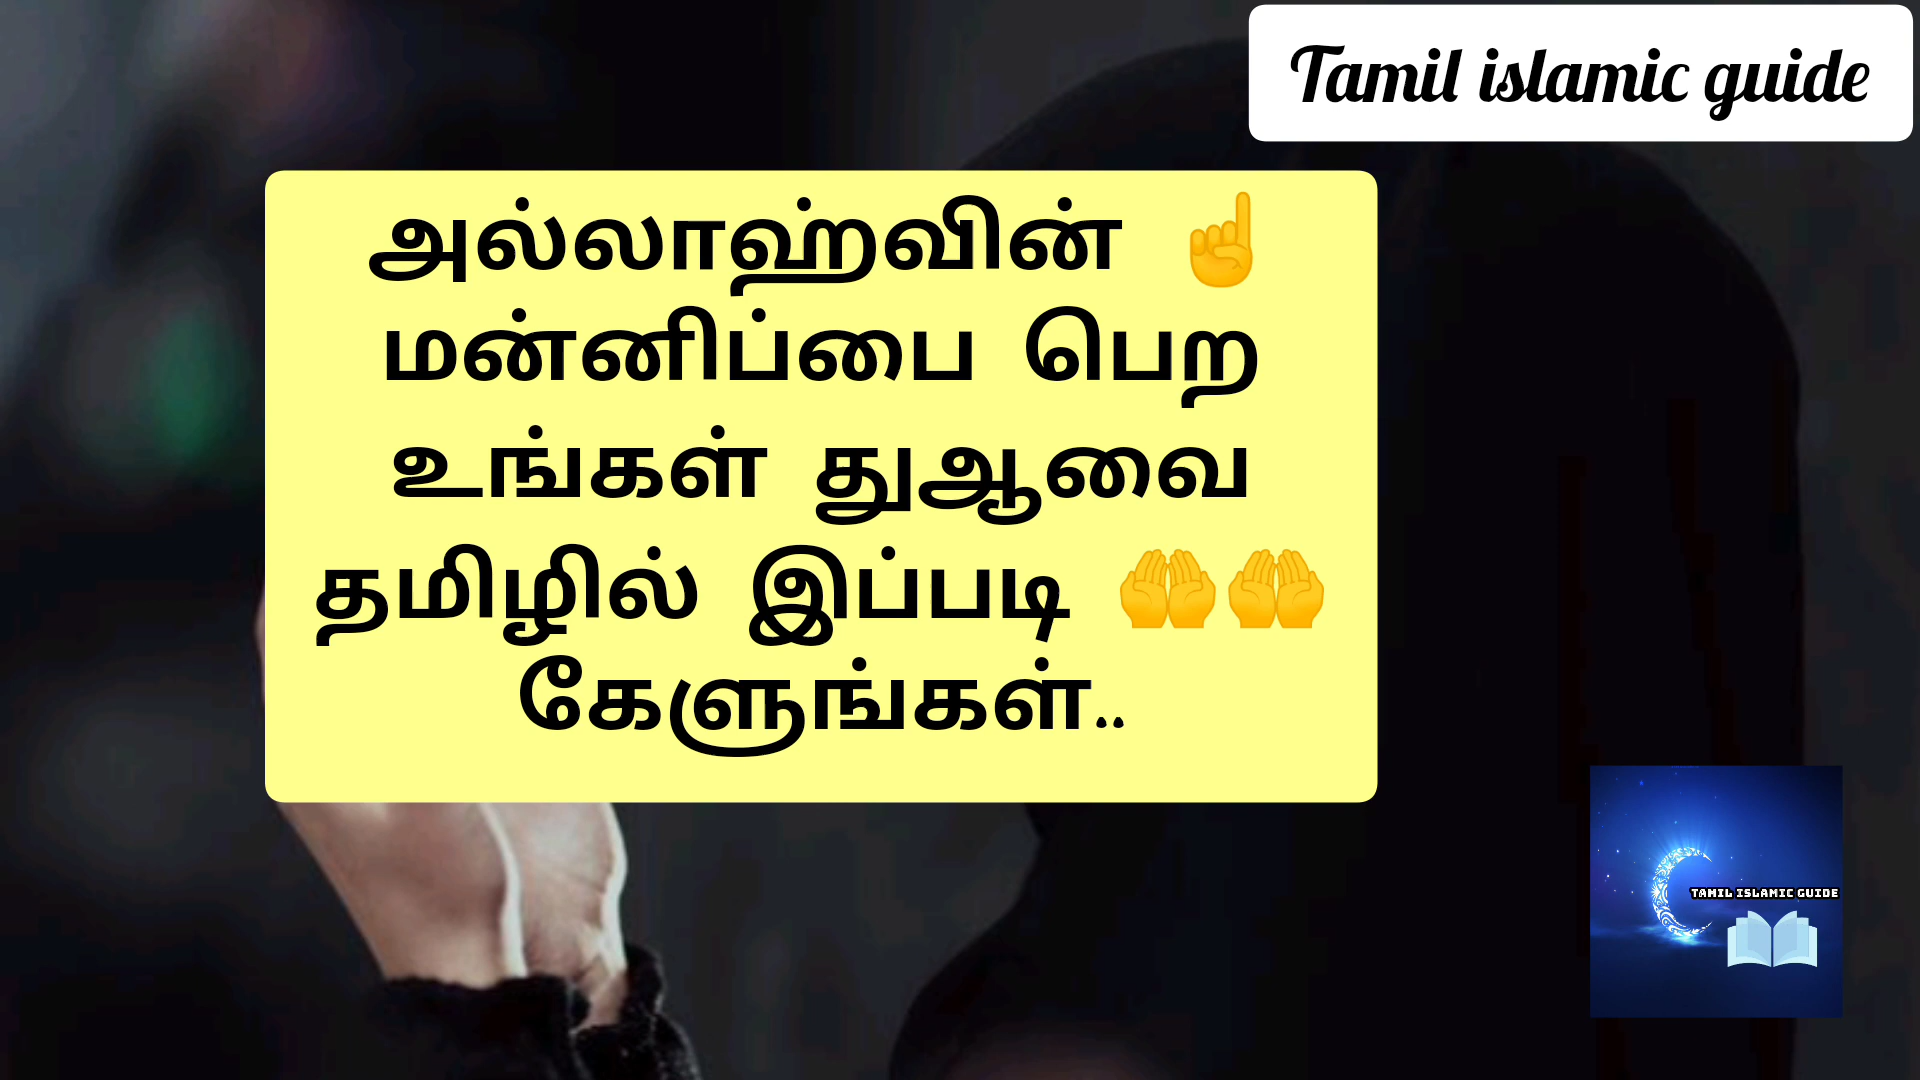 Tamil islamic guide
அல்லாஹ்வின் ☝️
மன்னிப்பை பெற
உங்கள் துஆவை
தமிழில் இப்படி 🤲🤲
கேளுங்கள்..
TAMIL ISLAMIC GUIDE